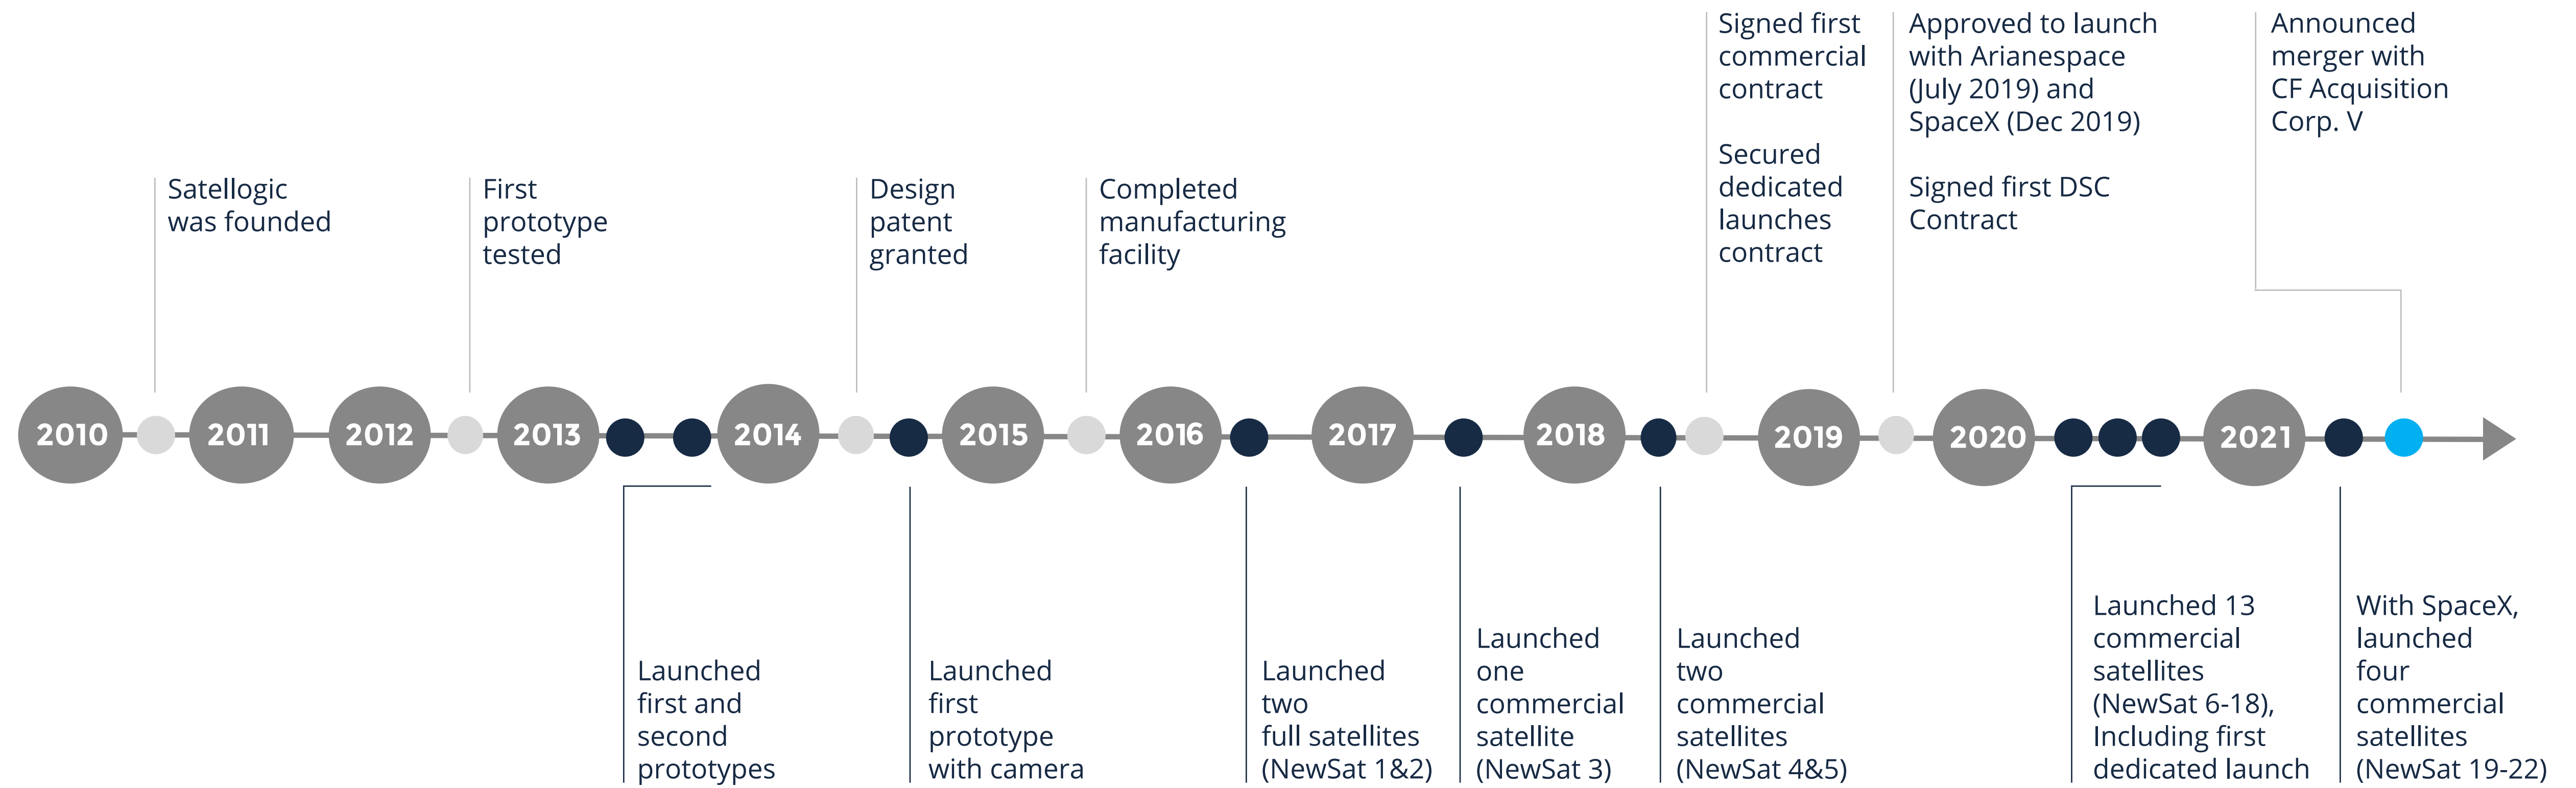 Signed first
commercial
contract
Secured
dedicated
launches
contract
Approved to launch
with Arianespace
(July 2019) and
SpaceX (Dec 2019)
Signed first DSC
Contract
Announced
merger with
CF Acquisition
Corp. V
Satellogic
was founded
First
prototype
tested
Design
patent
granted
Completed
manufacturing
facility
2010
2011
2012
2013
2014
2015
2016
2017
2018
2019
2020
2021
Launched
first and
second
prototypes
Launched
first
prototype
with camera
Launched
two
full satellites
(NewSat 1&2)
Launched
one
commercial
satellite
(NewSat 3)
Launched
two
commercial
satellites
(NewSat 4&5)
Launched 13
commercial
satellites
(NewSat 6-18),
Including first
dedicated launch
With SpaceX,
launched
four
commercial
satellites
(NewSat 19-22)